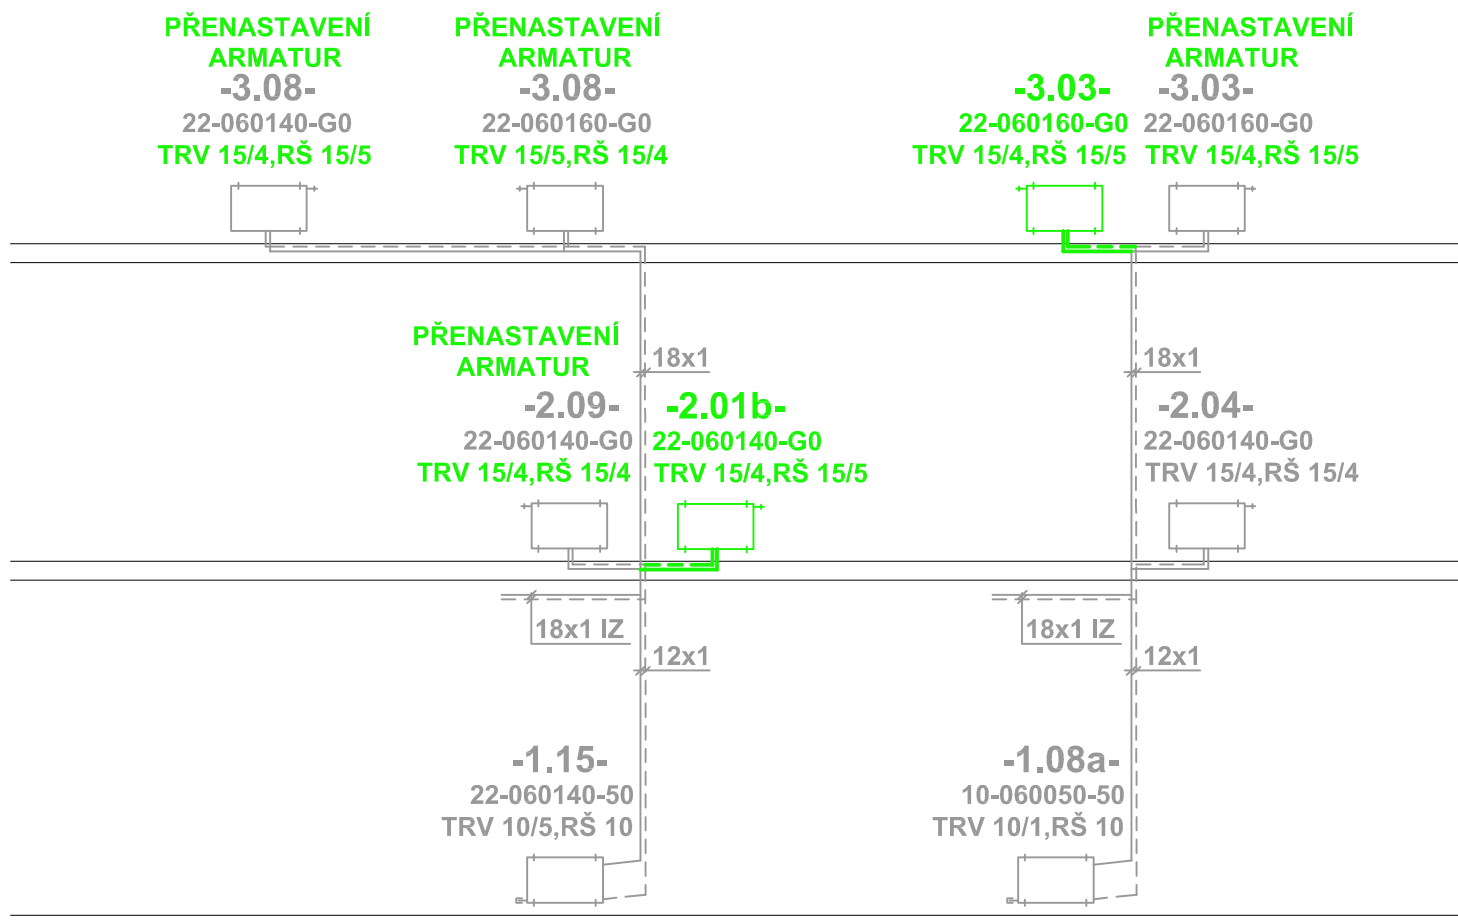 PŘENASTAVENÍ
ARMATUR
-3.08-
22-060140-G0
TRV 15/4,RŠ 15/5
PŘENASTAVENÍ
ARMATUR
-3.08-
22-060160-G0
TRV 15/5,RŠ 15/4
-3.03-
22-060160-G0
TRV 15/4,RŠ 15/5
PŘENASTAVENÍ
ARMATUR
-3.03-
22-060160-G0
TRV 15/4,RŠ 15/5
PŘENASTAVENÍ
ARMATUR
-2.09-
22-060140-G0
TRV 15/4,RŠ 15/4
18x1
-2.01b-
22-060140-G0
TRV 15/4,RŠ 15/5
18x1
-2.04-
22-060140-G0
TRV 15/4,RŠ 15/4
18x1 IZ
12x1
18x1 IZ
12x1
-1.15-
22-060140-50
TRV 10/5,RŠ 10
-1.08a-
10-060050-50
TRV 10/1,RŠ 10